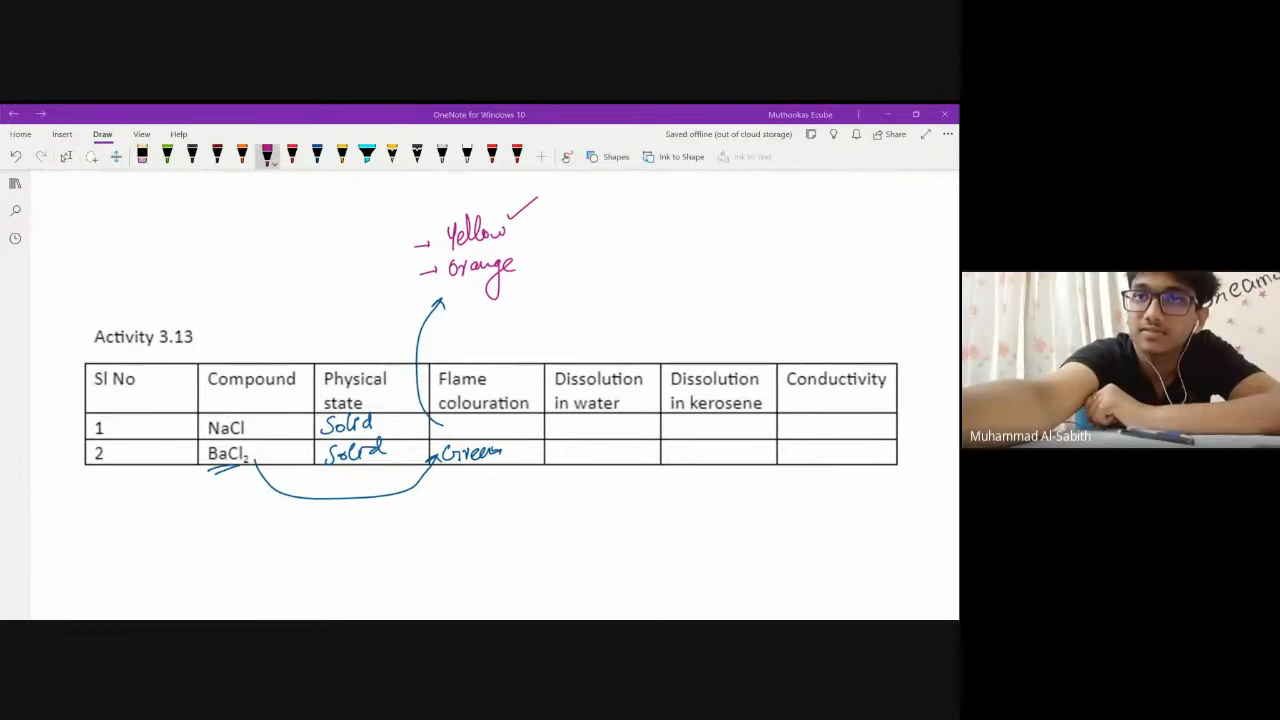 OneNote for Windows 10
Muthookas Ecube
Home Insert Draw View Help
Saved offline (out of cloud storage)
Share
Shapes
Ink to Shape
Ink to Text
→ Yellow ✓
→ Orange
Activity 3.13
Sl No Compound Physical state Flame colouration Dissolution in water Dissolution in kerosene Conductivity
1 NaCl Solid
2 BaCl₂ Solid Green
Muhammad Al-Sabith